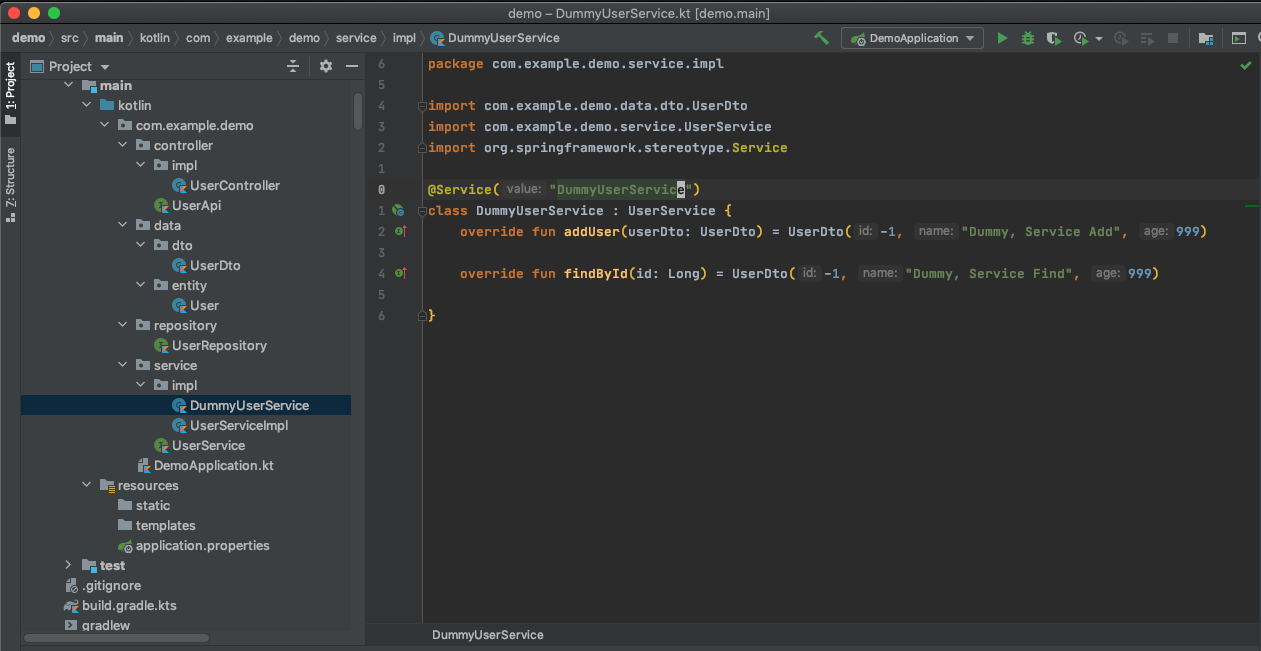 demo – DummyUserService.kt [demo.main]
demo src main kotlin com example demo service impl DummyUserService DemoApplication
1: Project
Z: Structure
Project
main
kotlin
com.example.demo
controller
impl
UserController
UserApi
data
dto
UserDto
entity
User
repository
UserRepository
service
impl
DummyUserService
UserServiceImpl
UserService
DemoApplication.kt
resources
static
templates
application.properties
test
.gitignore
build.gradle.kts
gradlew
6 package com.example.demo.service.impl
5
4 import com.example.demo.data.dto.UserDto
3 import com.example.demo.service.UserService
2 import org.springframework.stereotype.Service
1
0 @Service( value: "DummyUserService")
1 class DummyUserService : UserService {
2 override fun addUser(userDto: UserDto) = UserDto( id: -1, name: "Dummy, Service Add", age: 999)
3
4 override fun findById(id: Long) = UserDto( id: -1, name: "Dummy, Service Find", age: 999)
5
6 }
DummyUserService